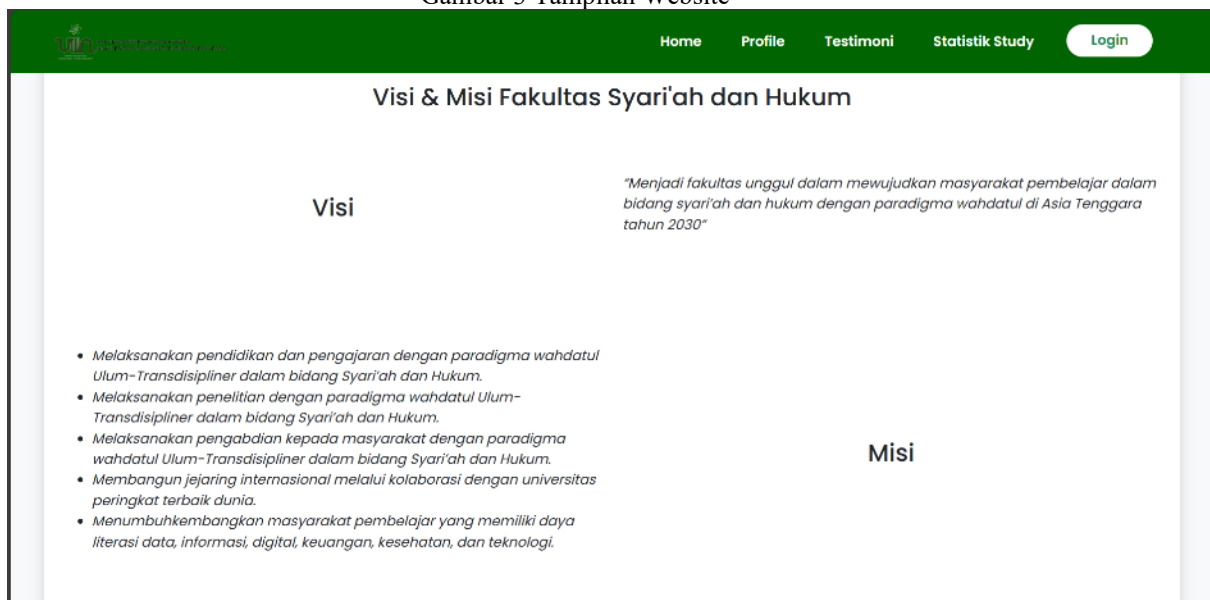 Gambar 3 Tampilan Website
UIN
Home Profile Testimoni Statistik Study Login
Visi & Misi Fakultas Syari'ah dan Hukum
Visi
"Menjadi fakultas unggul dalam mewujudkan masyarakat pembelajar dalam
bidang syari'ah dan hukum dengan paradigma wahdatul di Asia Tenggara
tahun 2030"
• Melaksanakan pendidikan dan pengajaran dengan paradigma wahdatul
Ulum-Transdisipliner dalam bidang Syari'ah dan Hukum.
• Melaksanakan penelitian dengan paradigma wahdatul Ulum-
Transdisipliner dalam bidang Syari'ah dan Hukum.
• Melaksanakan pengabdian kepada masyarakat dengan paradigma
wahdatul Ulum-Transdisipliner dalam bidang Syari'ah dan Hukum.
• Membangun jejaring internasional melalui kolaborasi dengan universitas
peringkat terbaik dunia.
• Menumbuhkembangkan masyarakat pembelajar yang memiliki daya
literasi data, informasi, digital, keuangan, kesehatan, dan teknologi.
Misi